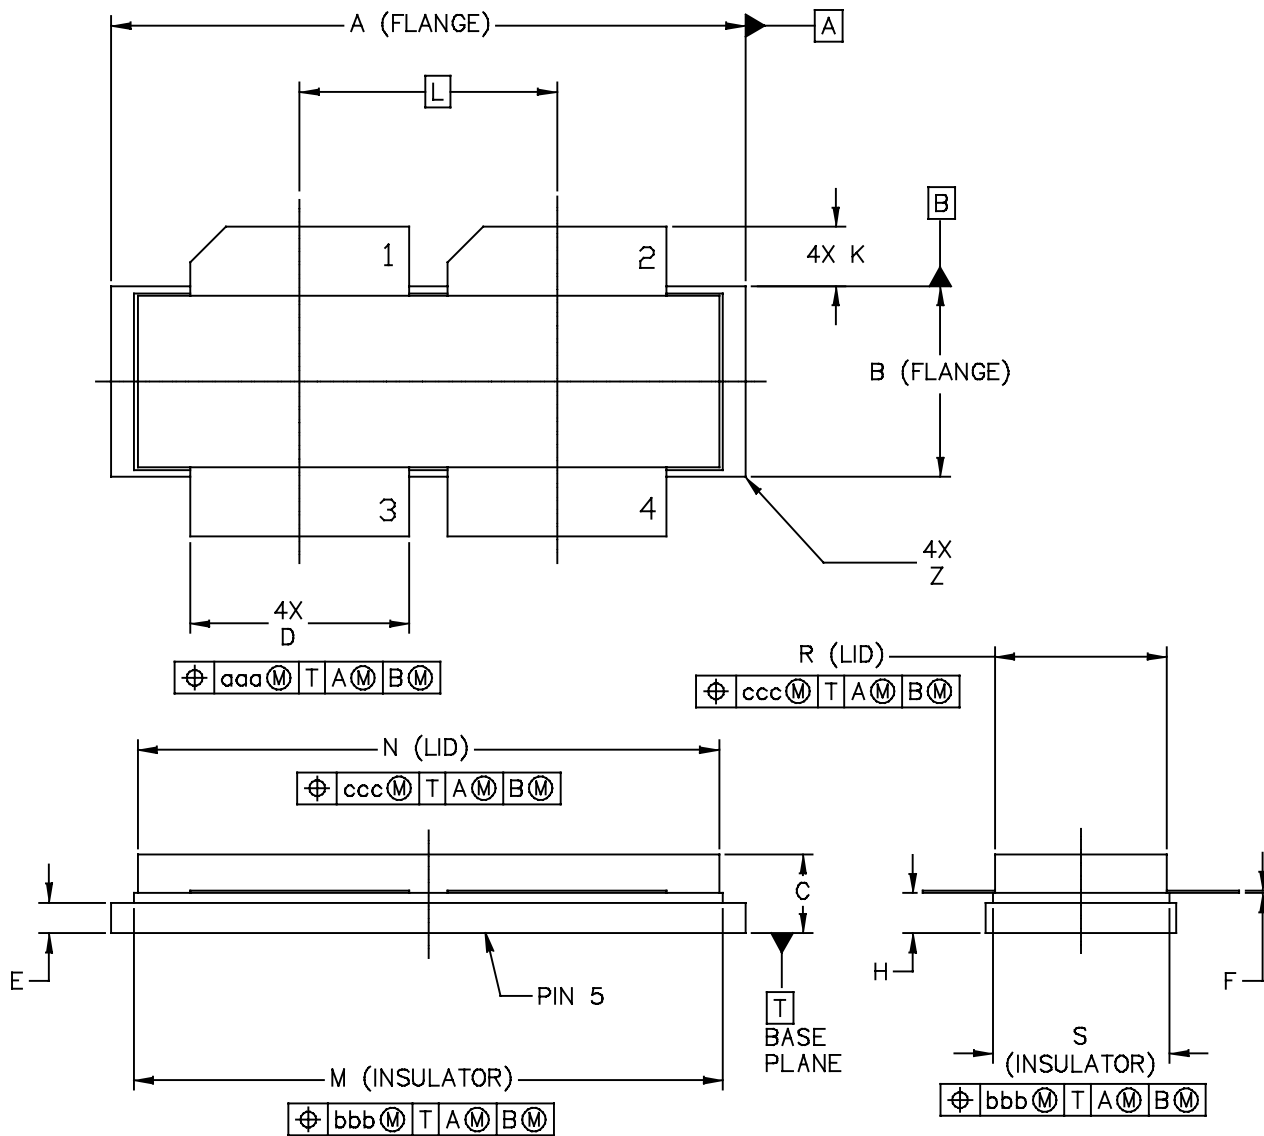 A (FLANGE)
A
L
B
1
2
4X K
B (FLANGE)
3
4
4X
Z
4X
D
⌖ aaa Ⓜ T A Ⓜ B Ⓜ
R (LID)
⌖ ccc Ⓜ T A Ⓜ B Ⓜ
N (LID)
⌖ ccc Ⓜ T A Ⓜ B Ⓜ
C
E
H
F
PIN 5
T
BASE
PLANE
S
(INSULATOR)
M (INSULATOR)
⌖ bbb Ⓜ T A Ⓜ B Ⓜ
⌖ bbb Ⓜ T A Ⓜ B Ⓜ